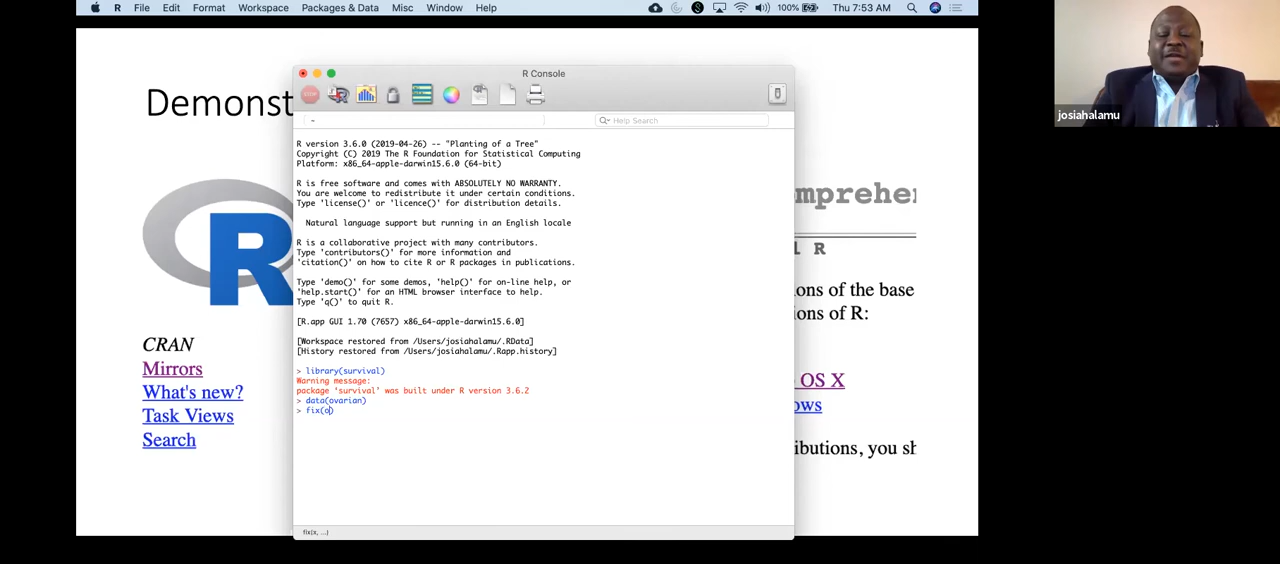 R File Edit Format Workspace Packages & Data Misc Window Help 100% Thu 7:53 AM
josiahalamu
R Console
Demonst
STOP
Help Search
R version 3.6.0 (2019-04-26) -- "Planting of a Tree"
Copyright (C) 2019 The R Foundation for Statistical Computing
Platform: x86_64-apple-darwin15.6.0 (64-bit)
R is free software and comes with ABSOLUTELY NO WARRANTY.
You are welcome to redistribute it under certain conditions.
Type 'license()' or 'licence()' for distribution details.
Natural language support but running in an English locale
R is a collaborative project with many contributors.
Type 'contributors()' for more information and
'citation()' on how to cite R or R packages in publications.
Type 'demo()' for some demos, 'help()' for on-line help, or
'help.start()' for an HTML browser interface to help.
Type 'q()' to quit R.
[R.app GUI 1.70 (7657) x86_64-apple-darwin15.6.0]
[Workspace restored from /Users/josiahalamu/.RData]
[History restored from /Users/josiahalamu/.Rapp.history]
> library(survival)
Warning message:
package ‘survival’ was built under R version 3.6.2
> data(ovarian)
> fix(o)
fix(x, ...)
R
CRAN
Mirrors
What's new?
Task Views
Search
mprehen
l R
ions of the base
ions of R:
OS X
ows
ibutions, you sh